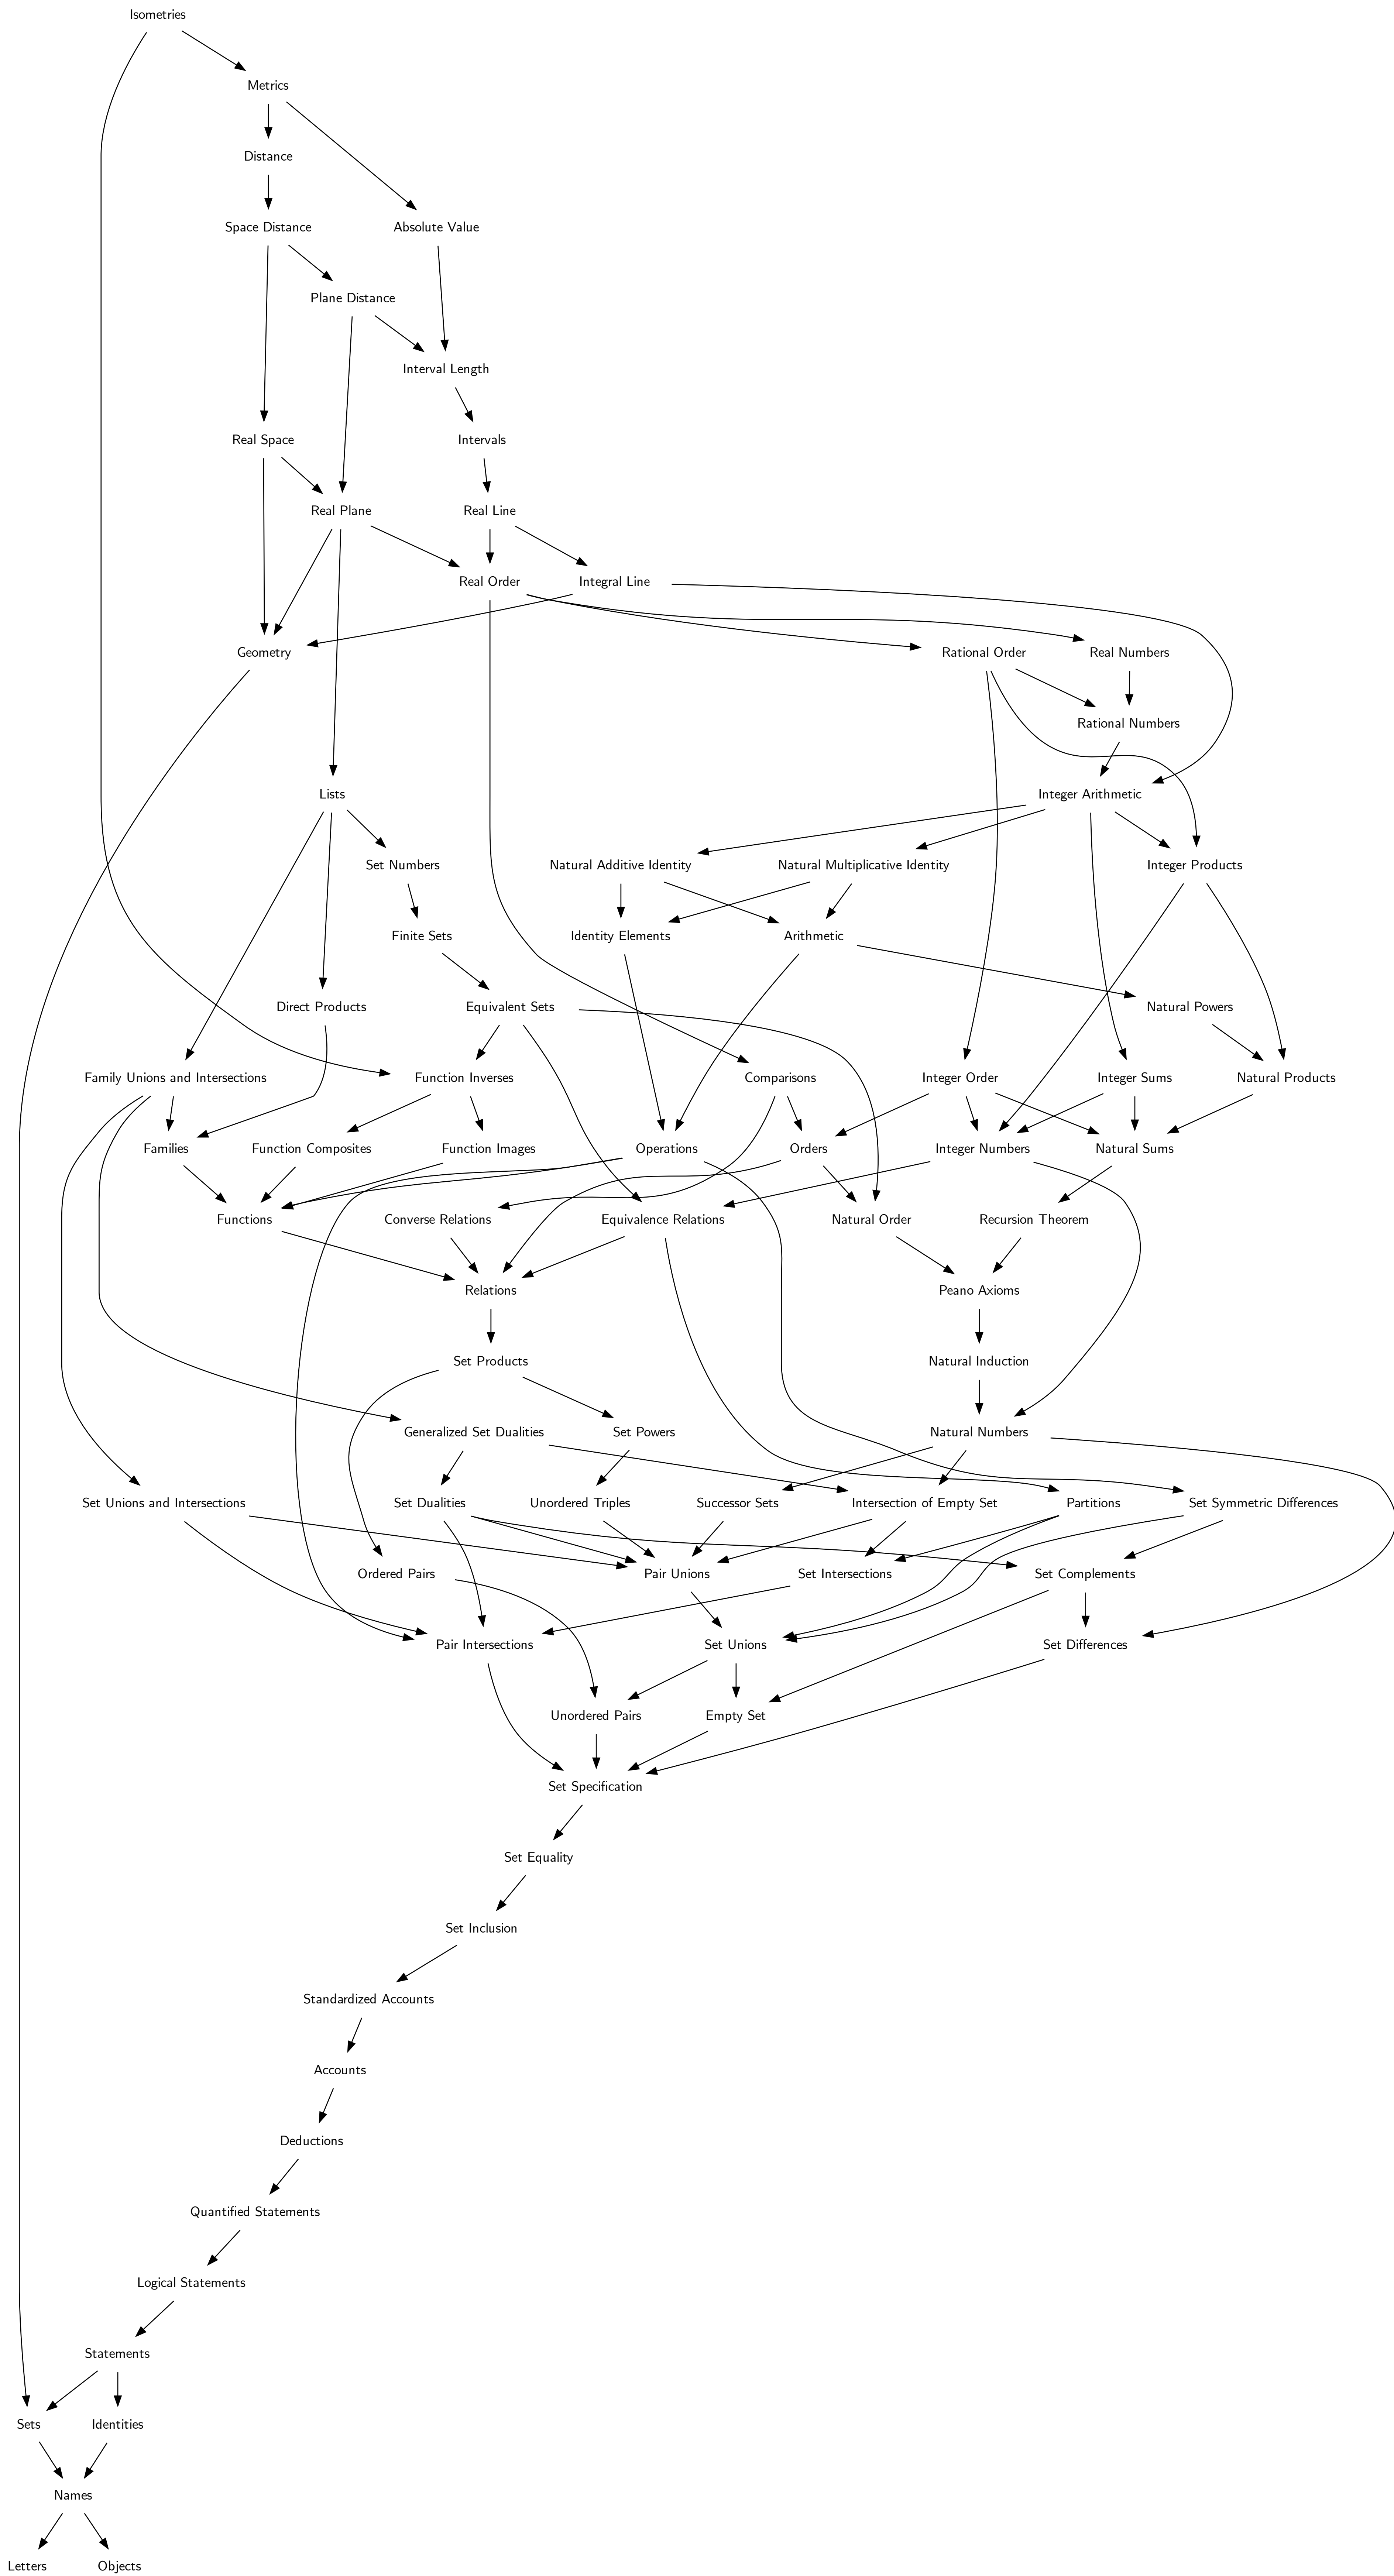 Isometries
Metrics
Distance
Space Distance
Absolute Value
Plane Distance
Interval Length
Real Space
Intervals
Real Plane
Real Line
Real Order
Integral Line
Geometry
Rational Order
Real Numbers
Rational Numbers
Lists
Integer Arithmetic
Set Numbers
Natural Additive Identity
Natural Multiplicative Identity
Integer Products
Finite Sets
Identity Elements
Arithmetic
Direct Products
Equivalent Sets
Natural Powers
Family Unions and Intersections
Function Inverses
Comparisons
Integer Order
Integer Sums
Natural Products
Families
Function Composites
Function Images
Operations
Orders
Integer Numbers
Natural Sums
Functions
Converse Relations
Equivalence Relations
Natural Order
Recursion Theorem
Relations
Peano Axioms
Set Products
Natural Induction
Generalized Set Dualities
Set Powers
Natural Numbers
Set Unions and Intersections
Set Dualities
Unordered Triples
Successor Sets
Intersection of Empty Set
Partitions
Set Symmetric Differences
Ordered Pairs
Pair Unions
Set Intersections
Set Complements
Pair Intersections
Set Unions
Set Differences
Unordered Pairs
Empty Set
Set Specification
Set Equality
Set Inclusion
Standardized Accounts
Accounts
Deductions
Quantified Statements
Logical Statements
Statements
Sets
Identities
Names
Letters
Objects